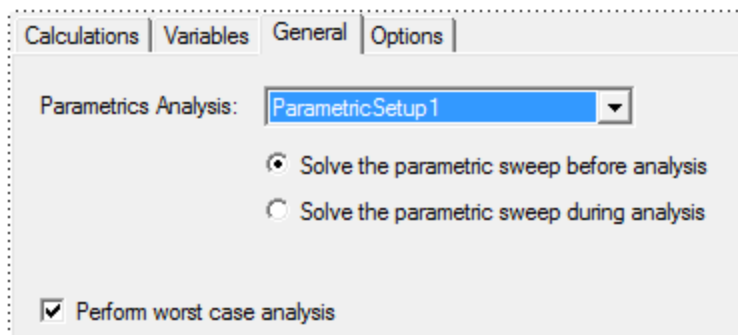 Calculations Variables General Options
Parametrics Analysis: ParametricSetup1
Solve the parametric sweep before analysis
Solve the parametric sweep during analysis
Perform worst case analysis